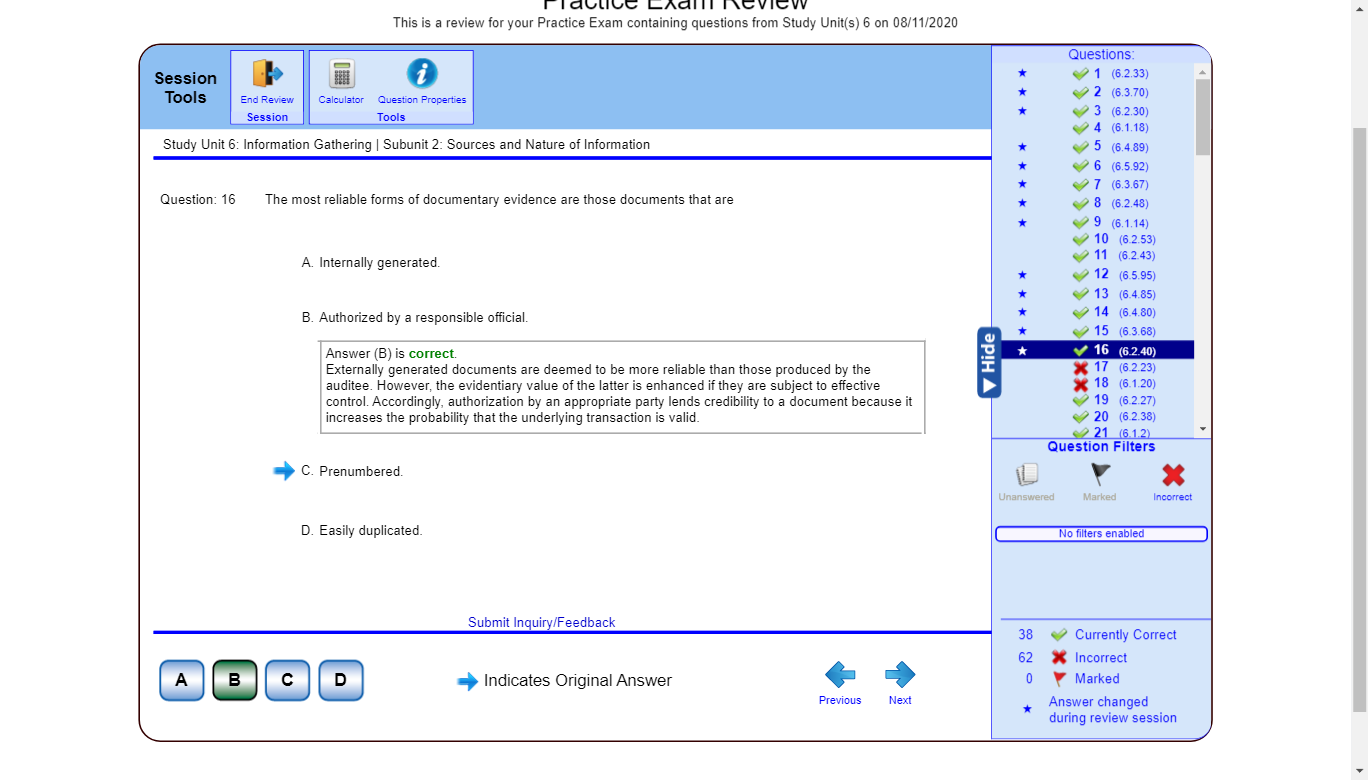 Practice Exam Review
This is a review for your Practice Exam containing questions from Study Unit(s) 6 on 08/11/2020
Session
Tools
End Review
Session
Calculator
Question Properties
Tools
Study Unit 6: Information Gathering | Subunit 2: Sources and Nature of Information
Question: 16 The most reliable forms of documentary evidence are those documents that are
A. Internally generated.
B. Authorized by a responsible official.
Answer (B) is correct.
Externally generated documents are deemed to be more reliable than those produced by the
auditee. However, the evidentiary value of the latter is enhanced if they are subject to effective
control. Accordingly, authorization by an appropriate party lends credibility to a document because it
increases the probability that the underlying transaction is valid.
C. Prenumbered.
D. Easily duplicated.
Submit Inquiry/Feedback
A B C D
Indicates Original Answer
Previous
Next
Questions:
1 (6.2.33)
2 (6.3.70)
3 (6.2.30)
4 (6.1.18)
5 (6.4.89)
6 (6.5.92)
7 (6.3.67)
8 (6.2.48)
9 (6.1.14)
10 (6.2.53)
11 (6.2.43)
12 (6.5.95)
13 (6.4.85)
14 (6.4.80)
15 (6.3.68)
16 (6.2.40)
17 (6.2.23)
18 (6.1.20)
19 (6.2.27)
20 (6.2.38)
21 (6.1.2)
Hide
Question Filters
Unanswered
Marked
Incorrect
No filters enabled
38 Currently Correct
62 Incorrect
0 Marked
Answer changed
during review session